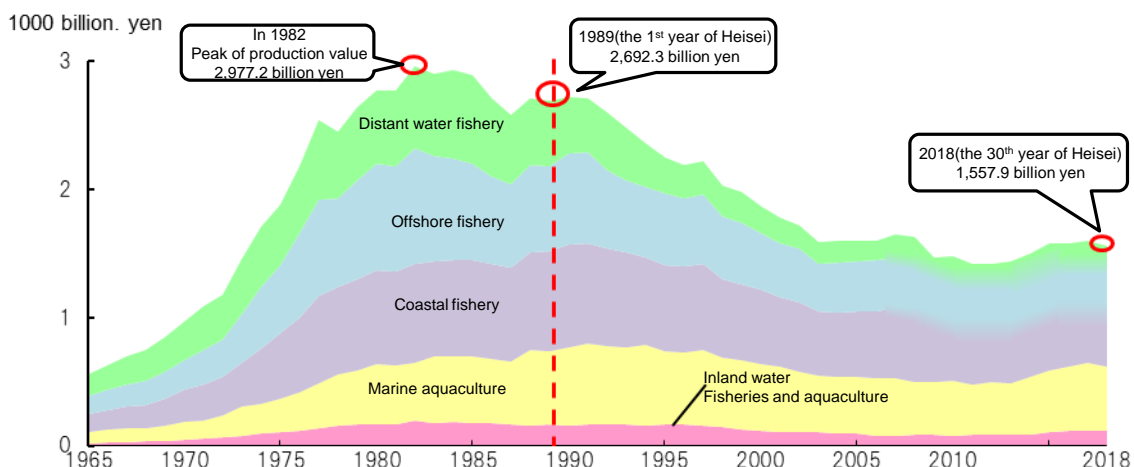 1000 billion. yen
In 1982
Peak of production value
2,977.2 billion yen
1989(the 1st year of Heisei)
2,692.3 billion yen
2018(the 30th year of Heisei)
1,557.9 billion yen
Distant water fishery
Offshore fishery
Coastal fishery
Marine aquaculture
Inland water
Fisheries and aquaculture
3
2
1
0
1965 1970 1975 1980 1985 1990 1995 2000 2005 2010 2018